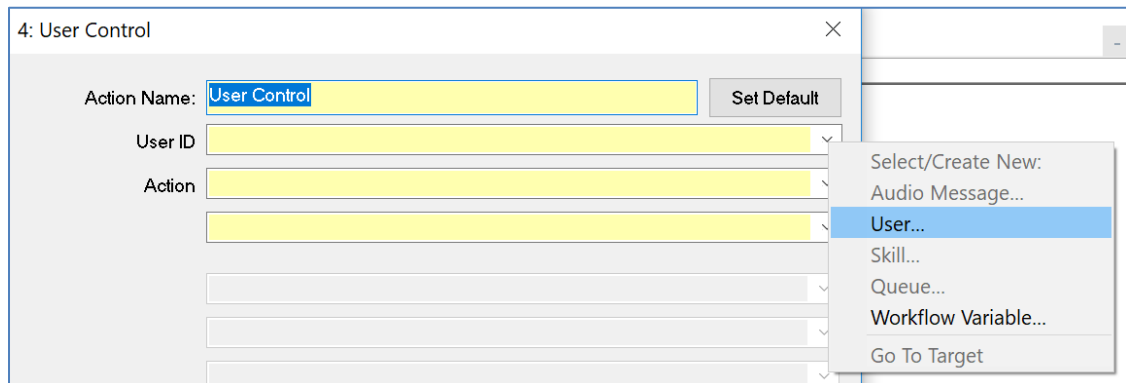 4: User Control
Action Name: User Control Set Default
User ID
Action
Select/Create New:
Audio Message...
User...
Skill...
Queue...
Workflow Variable...
Go To Target